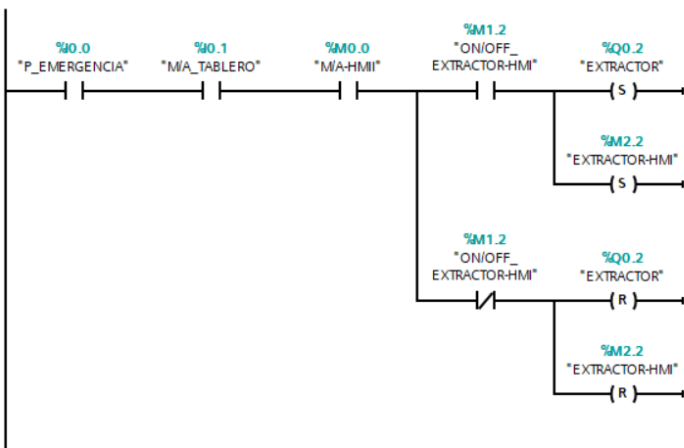 %M1.2
%I0.0 %I0.1 %M0.0 "ON/OFF_ %Q0.2
"P_EMERGENCIA" "M/A_TABLERO" "M/A-HMII" EXTRACTOR-HMI" "EXTRACTOR"
S
%M2.2
"EXTRACTOR-HMI"
S
%M1.2
"ON/OFF_ %Q0.2
EXTRACTOR-HMI" "EXTRACTOR"
R
%M2.2
"EXTRACTOR-HMI"
R